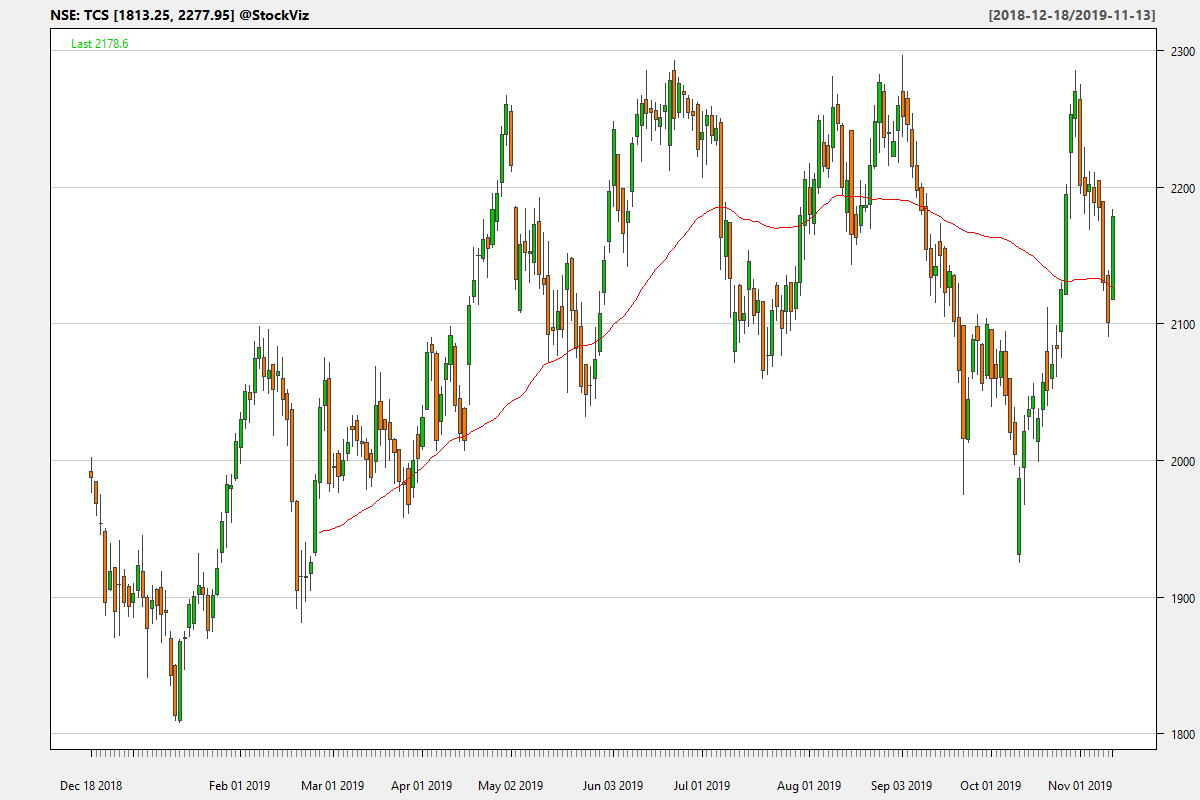 NSE: TCS [1813.25, 2277.95] @StockViz
[2018-12-18/2019-11-13]
Last 2178.6
2300
2200
2100
2000
1900
1800
Dec 18 2018 Feb 01 2019 Mar 01 2019 Apr 01 2019 May 02 2019 Jun 03 2019 Jul 01 2019 Aug 01 2019 Sep 03 2019 Oct 01 2019 Nov 01 2019